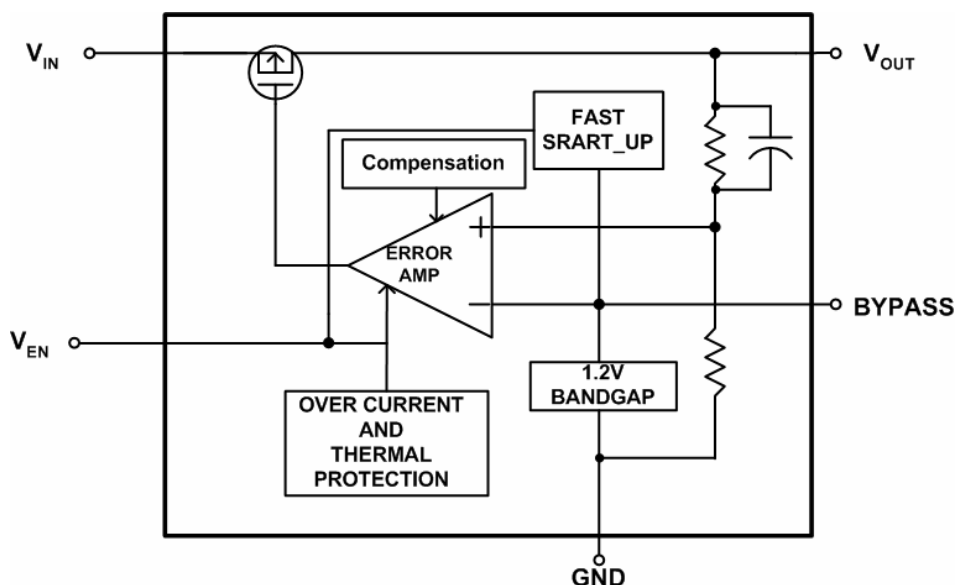 V_IN
V_OUT
FAST
SRART_UP
Compensation
+
ERROR
AMP
−
BYPASS
V_EN
1.2V
BANDGAP
OVER CURRENT
AND
THERMAL
PROTECTION
GND